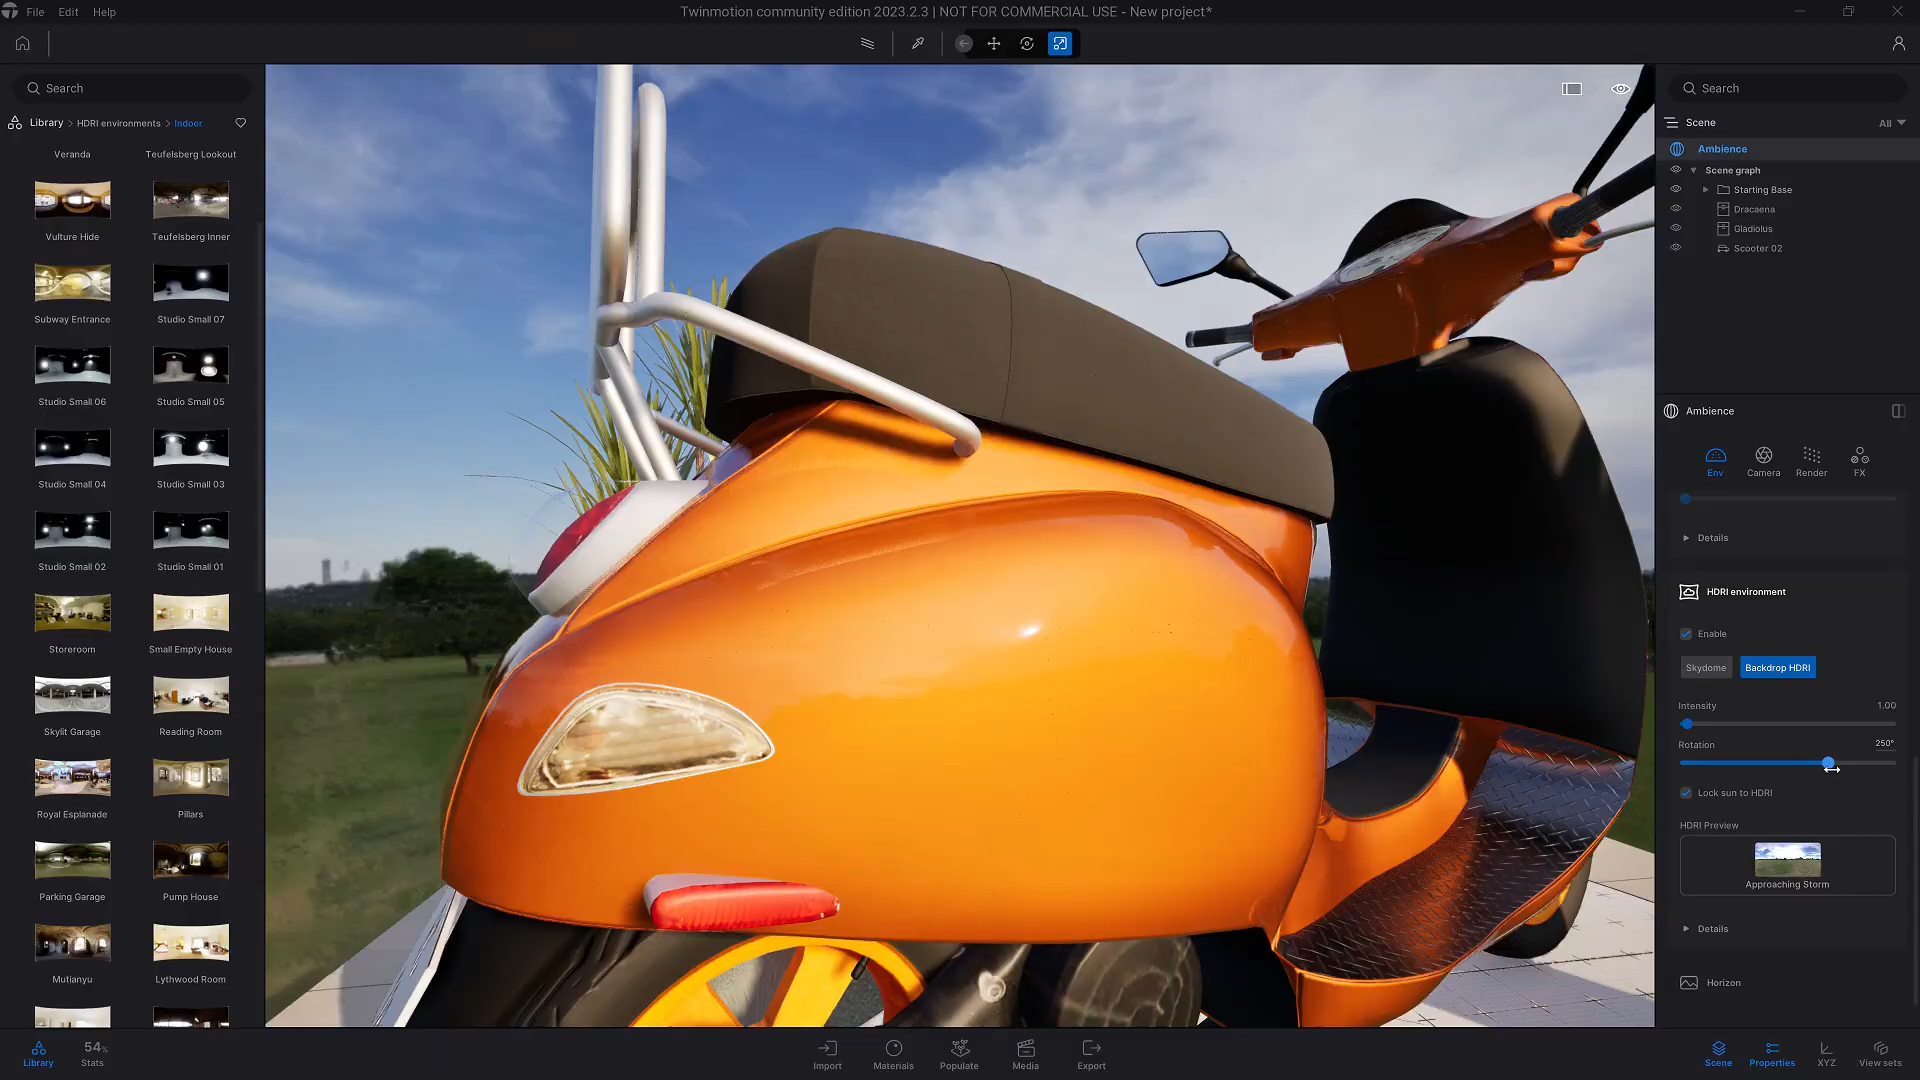 File Edit Help
Twinmotion community edition 2023.2.3 | NOT FOR COMMERCIAL USE - New project*
Search
Library > HDRI environments > Indoor
Veranda Teufelsberg Lookout
Vulture Hide Teufelsberg Inner
Subway Entrance Studio Small 07
Studio Small 06 Studio Small 05
Studio Small 04 Studio Small 03
Studio Small 02 Studio Small 01
Storeroom Small Empty House
Skylit Garage Reading Room
Royal Esplanade Pillars
Parking Garage Pump House
Mutianyu Lythwood Room
Search
Scene All
Ambience
Scene graph
Starting Base
Dracaena
Gladiolus
Scooter 02
Ambience
Env Camera Render FX
Details
HDRI environment
Enable
Skydome Backdrop HDRI
Intensity 1.00
Rotation 250°
Lock sun to HDRI
HDRI Preview
Approaching Storm
Details
Horizon
Library 54% Stats
Import Materials Populate Media Export
Scene Properties XYZ View sets